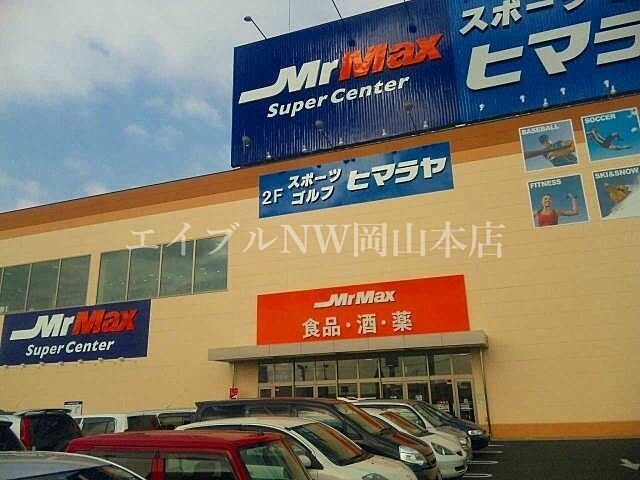 MrMax
Super Center
スポーツ
ヒマラヤ
2F スポーツ
ゴルフ ヒマラヤ
BASEBALL
SOCCER
FITNESS
SKI&SNOW
エイブルNW岡山本店
MrMax
食品・酒・薬
MrMax
Super Center